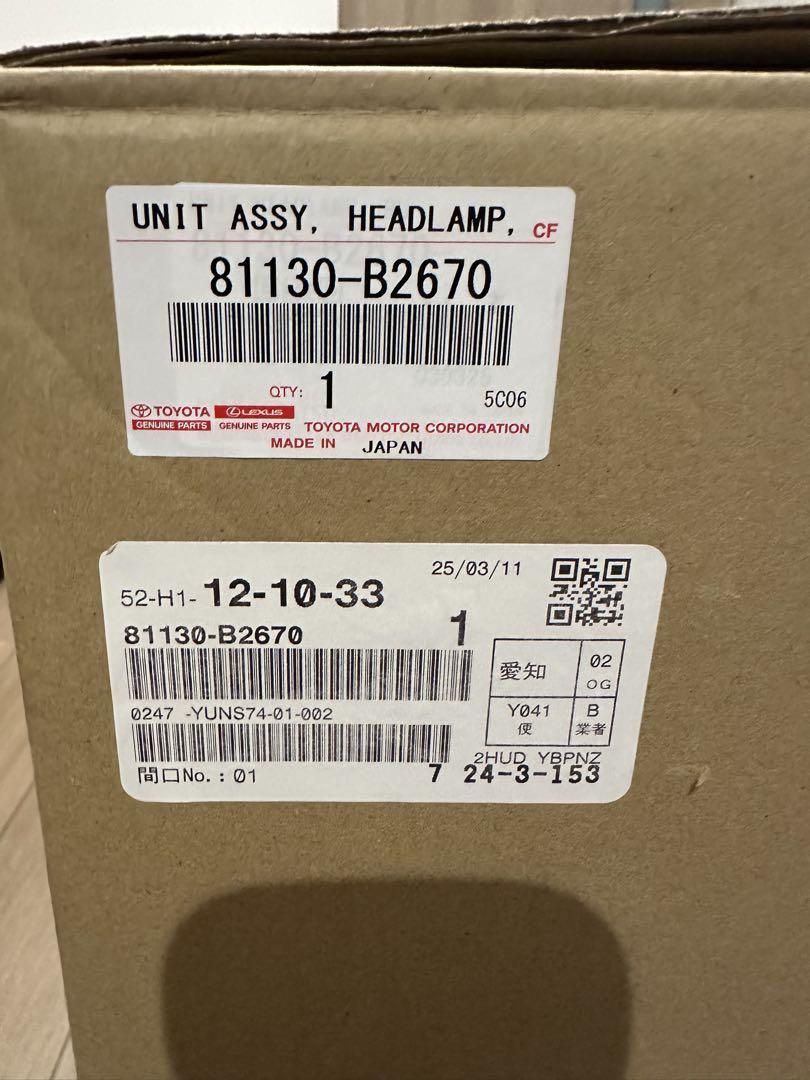 UNIT ASSY, HEADLAMP, CF
81130-B2670
QTY: 1
5C06
TOYOTA LEXUS
GENUINE PARTS GENUINE PARTS TOYOTA MOTOR CORPORATION
MADE IN JAPAN
25/03/11
52-H1-12-10-33
81130-B2670 1
愛知 02
OG
0247 -YUNS74-01-002
Y041 B
便 業者
2HUD YBPNZ
間口No.:01 7 24-3-153